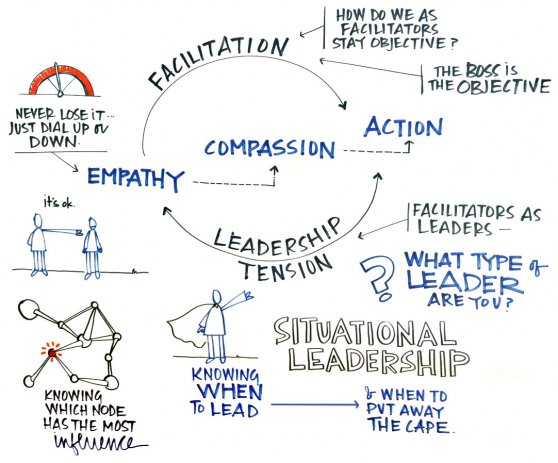 FACILITATION
HOW DO WE AS
FACILITATORS
STAY OBJECTIVE?
THE BOSS IS
THE OBJECTIVE
NEVER LOSE IT...
JUST DIAL UP or
DOWN.
EMPATHY
COMPASSION
ACTION
it's ok.
LEADERSHIP
TENSION
FACILITATORS AS
LEADERS —
? WHAT TYPE of
LEADER
ARE YOU?
KNOWING
WHICH NODE
HAS THE MOST
influence
KNOWING
WHEN
TO LEAD
SITUATIONAL
LEADERSHIP
& WHEN TO
PUT AWAY
THE CAPE.